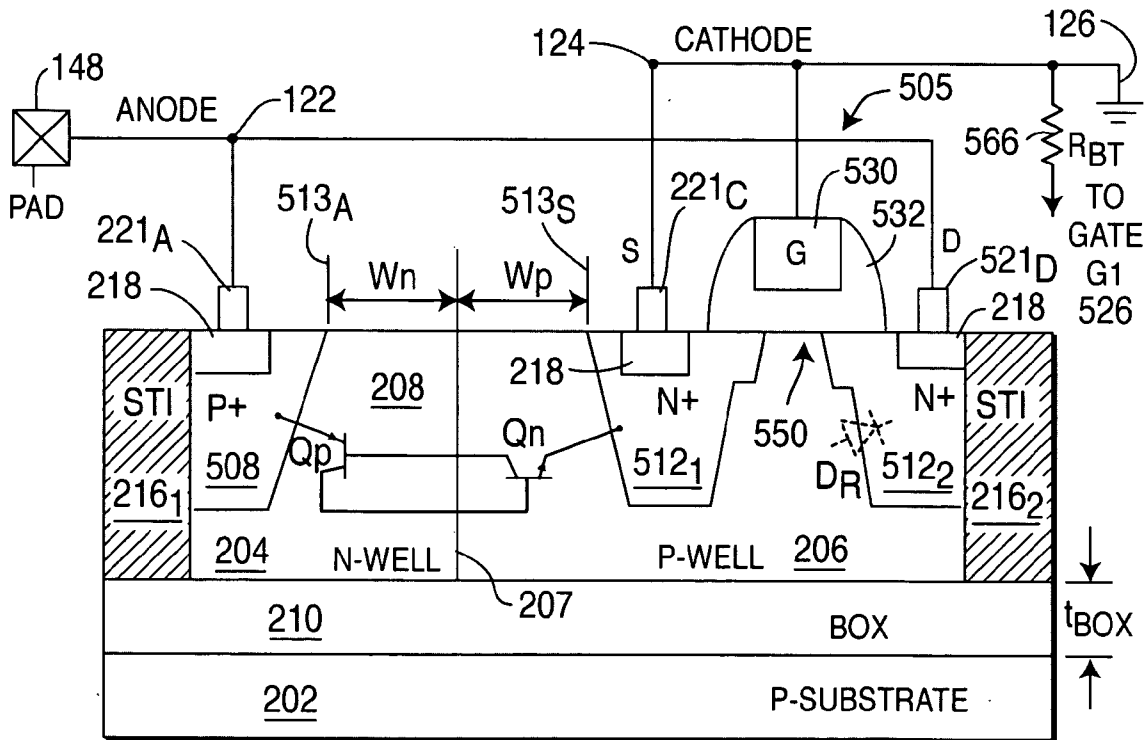 124
CATHODE
126
148
ANODE
122
505
566
RBT
TO
GATE
G1
526
PAD
513A
513S
221C
530
532
221A
S
G
D
521D
218
Wn
Wp
218
218
STI
P+
208
N+
550
N+
STI
Qp
Qn
508
512₁
DR
512₂
216₁
216₂
204
N-WELL
P-WELL
206
207
210
BOX
tBOX
202
P-SUBSTRATE